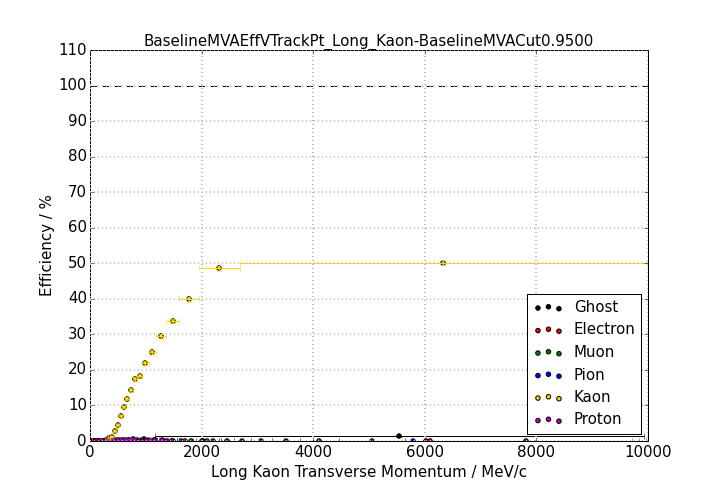 BaselineMVAEffVTrackPt_Long_Kaon-BaselineMVACut0.9500
110
100
90
80
70
60
50
40
30
20
10
0
Efficiency / %
0 2000 4000 6000 8000 10000
Long Kaon Transverse Momentum / MeV/c
Ghost
Electron
Muon
Pion
Kaon
Proton